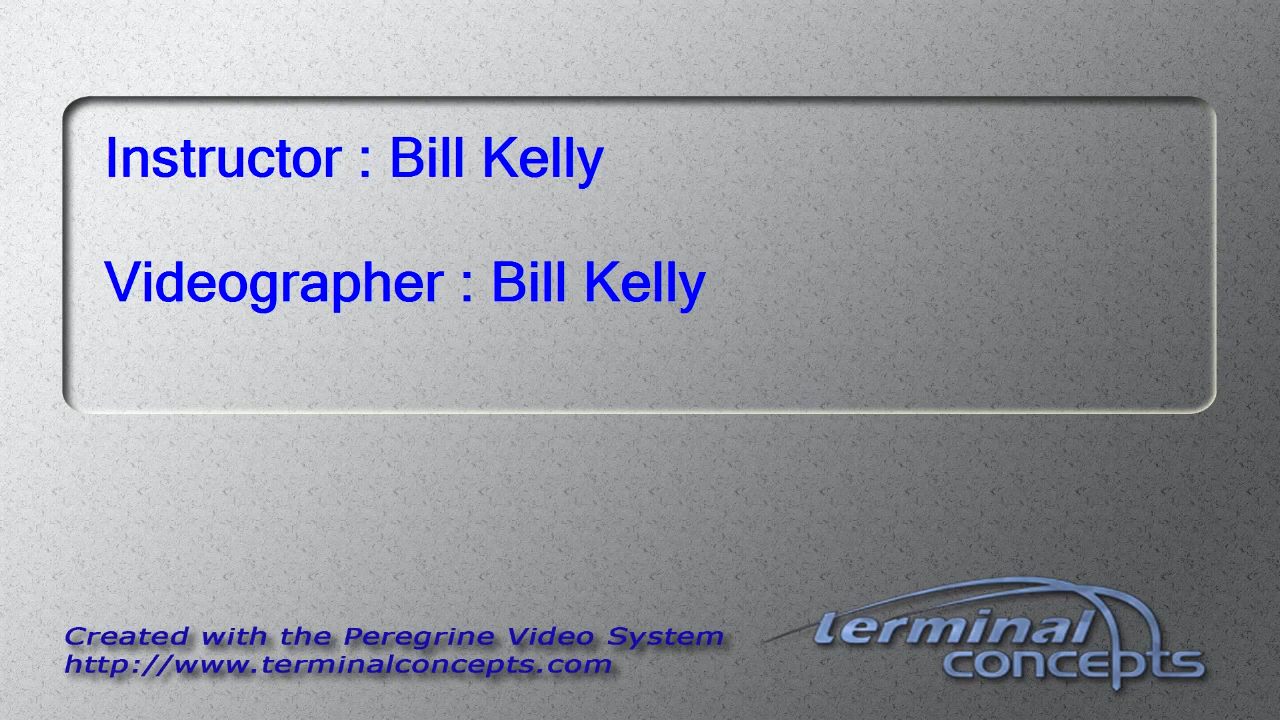 Instructor : Bill Kelly
Videographer : Bill Kelly
Created with the Peregrine Video System
http://www.terminalconcepts.com
terminal
concepts